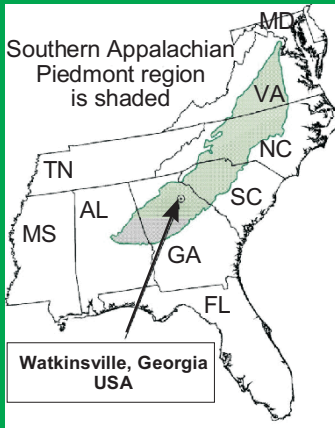 MD
Southern Appalachian
Piedmont region
is shaded
VA
NC
TN
SC
AL
MS
GA
FL
Watkinsville, Georgia
USA